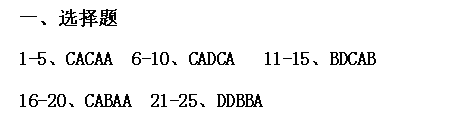 一、选择题
1-5、CACAA 6-10、CADCA 11-15、BDCAB
16-20、CABAA 21-25、DDBBA